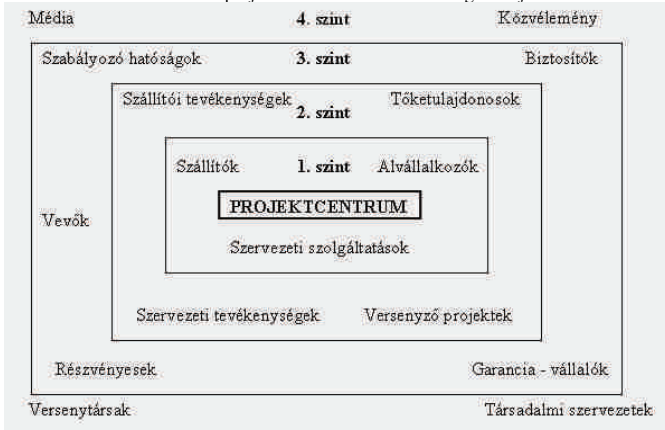 Média 4. szint Közvélemény
Szabályozó hatóságok 3. szint Biztosítók
Szállítói tevékenységek 2. szint Tőketulajdonosok
Szállítók 1. szint Alvállalkozók
PROJEKTCENTRUM
Vevők
Szervezeti szolgáltatások
Szervezeti tevékenységek Versenyző projektek
Részvényesek Garancia - vállalók
Versenytársak Társadalmi szervezetek